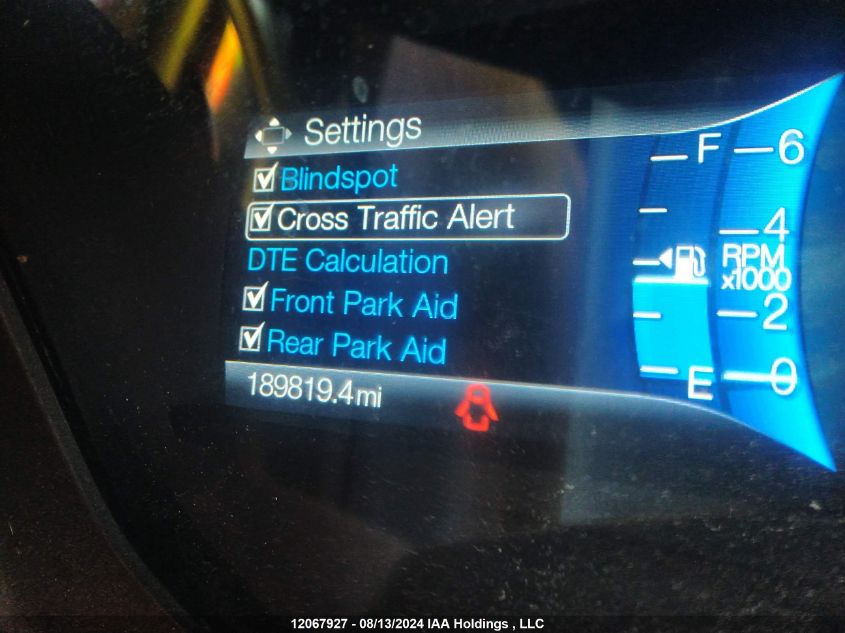 Settings
Blindspot
Cross Traffic Alert
DTE Calculation
Front Park Aid
Rear Park Aid
189819.4mi
F
E
6
4
RPM
x1000
2
0
12067927 - 08/13/2024 IAA Holdings , LLC